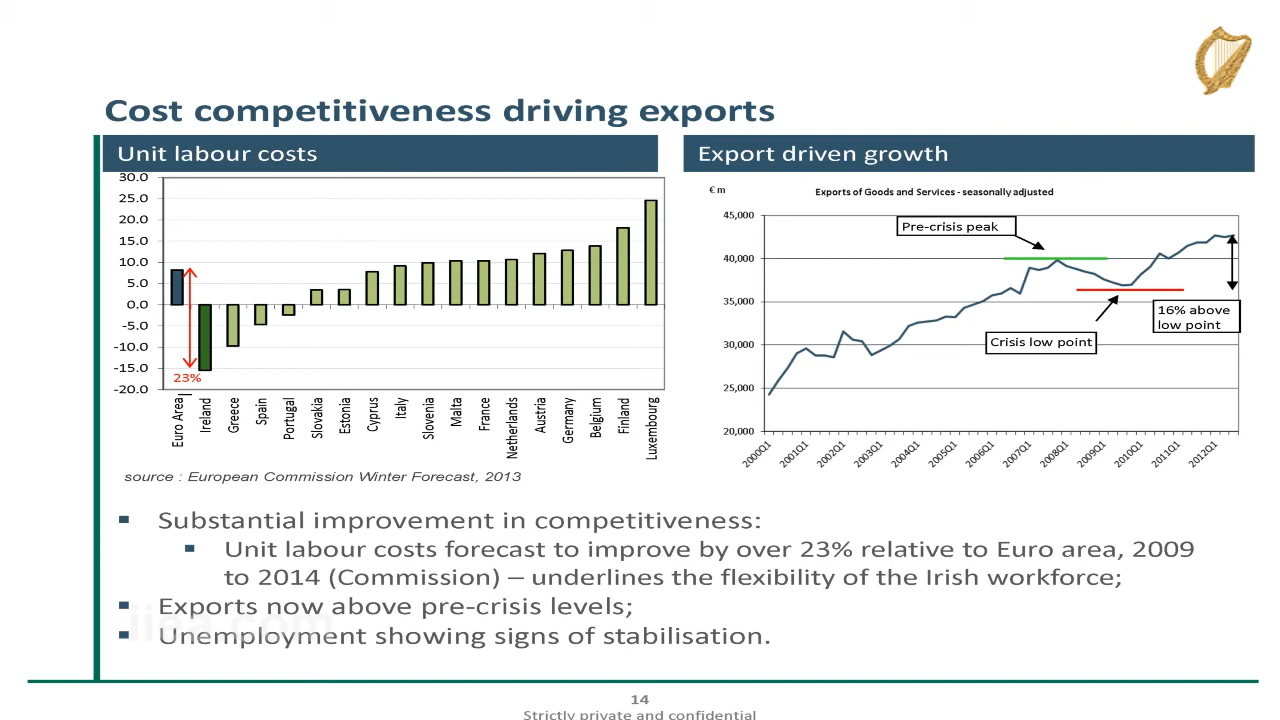 Cost competitiveness driving exports
Unit labour costs
30.0
25.0
20.0
15.0
10.0
5.0
0.0
-5.0
-10.0
-15.0
-20.0
23%
Euro Area
Ireland
Greece
Spain
Portugal
Slovakia
Estonia
Cyprus
Italy
Slovenia
Malta
France
Netherlands
Austria
Germany
Belgium
Finland
Luxembourg
source : European Commission Winter Forecast, 2013
Export driven growth
€ m
Exports of Goods and Services - seasonally adjusted
45,000
40,000
35,000
30,000
25,000
20,000
Pre-crisis peak
Crisis low point
16% above
low point
2000Q1
2001Q1
2002Q1
2003Q1
2004Q1
2005Q1
2006Q1
2007Q1
2008Q1
2009Q1
2010Q1
2011Q1
2012Q1
Substantial improvement in competitiveness:
Unit labour costs forecast to improve by over 23% relative to Euro area, 2009
to 2014 (Commission) – underlines the flexibility of the Irish workforce;
Exports now above pre-crisis levels;
Unemployment showing signs of stabilisation.
iiea.com
14
Strictly private and confidential